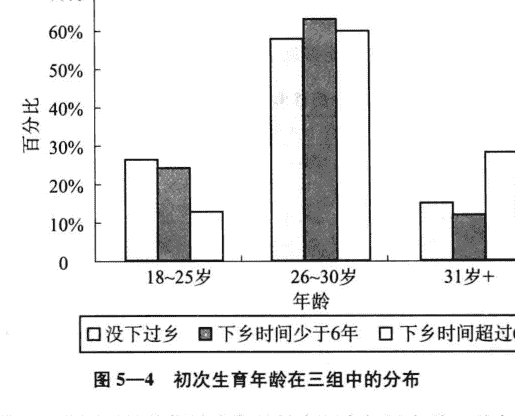 60%
50%
40%
30%
20%
10%
0
百分比
18~25岁
26~30岁
31岁+
年龄
没下过乡 下乡时间少于6年 下乡时间超过
图 5—4 初次生育年龄在三组中的分布